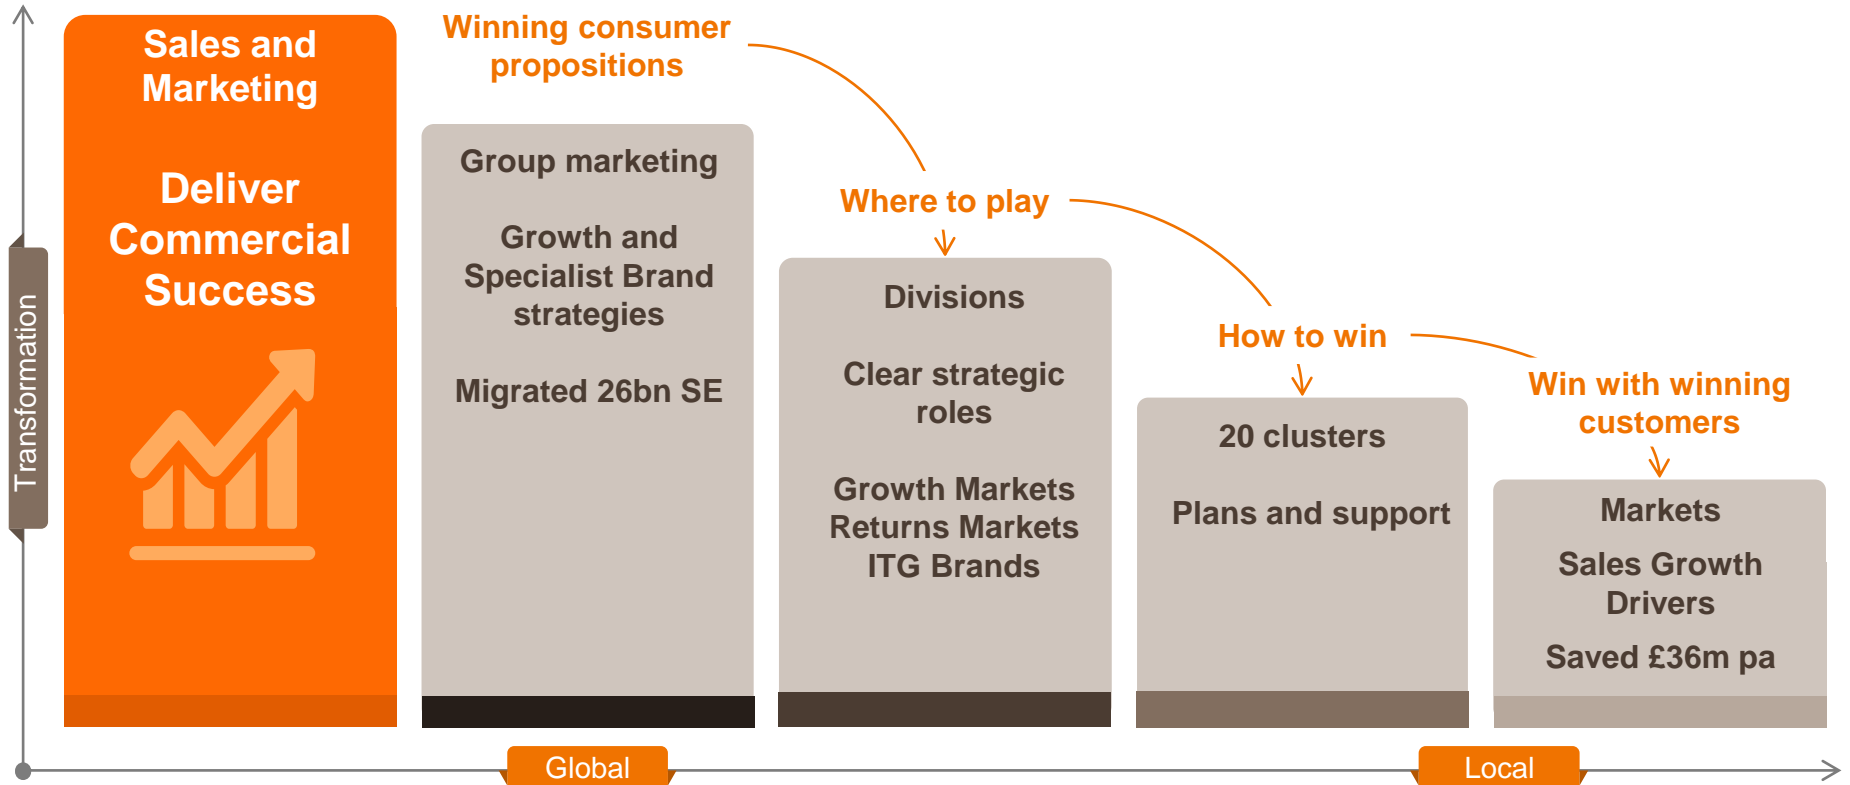 Sales and
Marketing
Deliver
Commercial
Success
Transformation
Winning consumer
propositions
Group marketing
Growth and
Specialist Brand
strategies
Migrated 26bn SE
Where to play
Divisions
Clear strategic
roles
Growth Markets
Returns Markets
ITG Brands
How to win
20 clusters
Plans and support
Win with winning
customers
Markets
Sales Growth
Drivers
Saved £36m pa
Global
Local